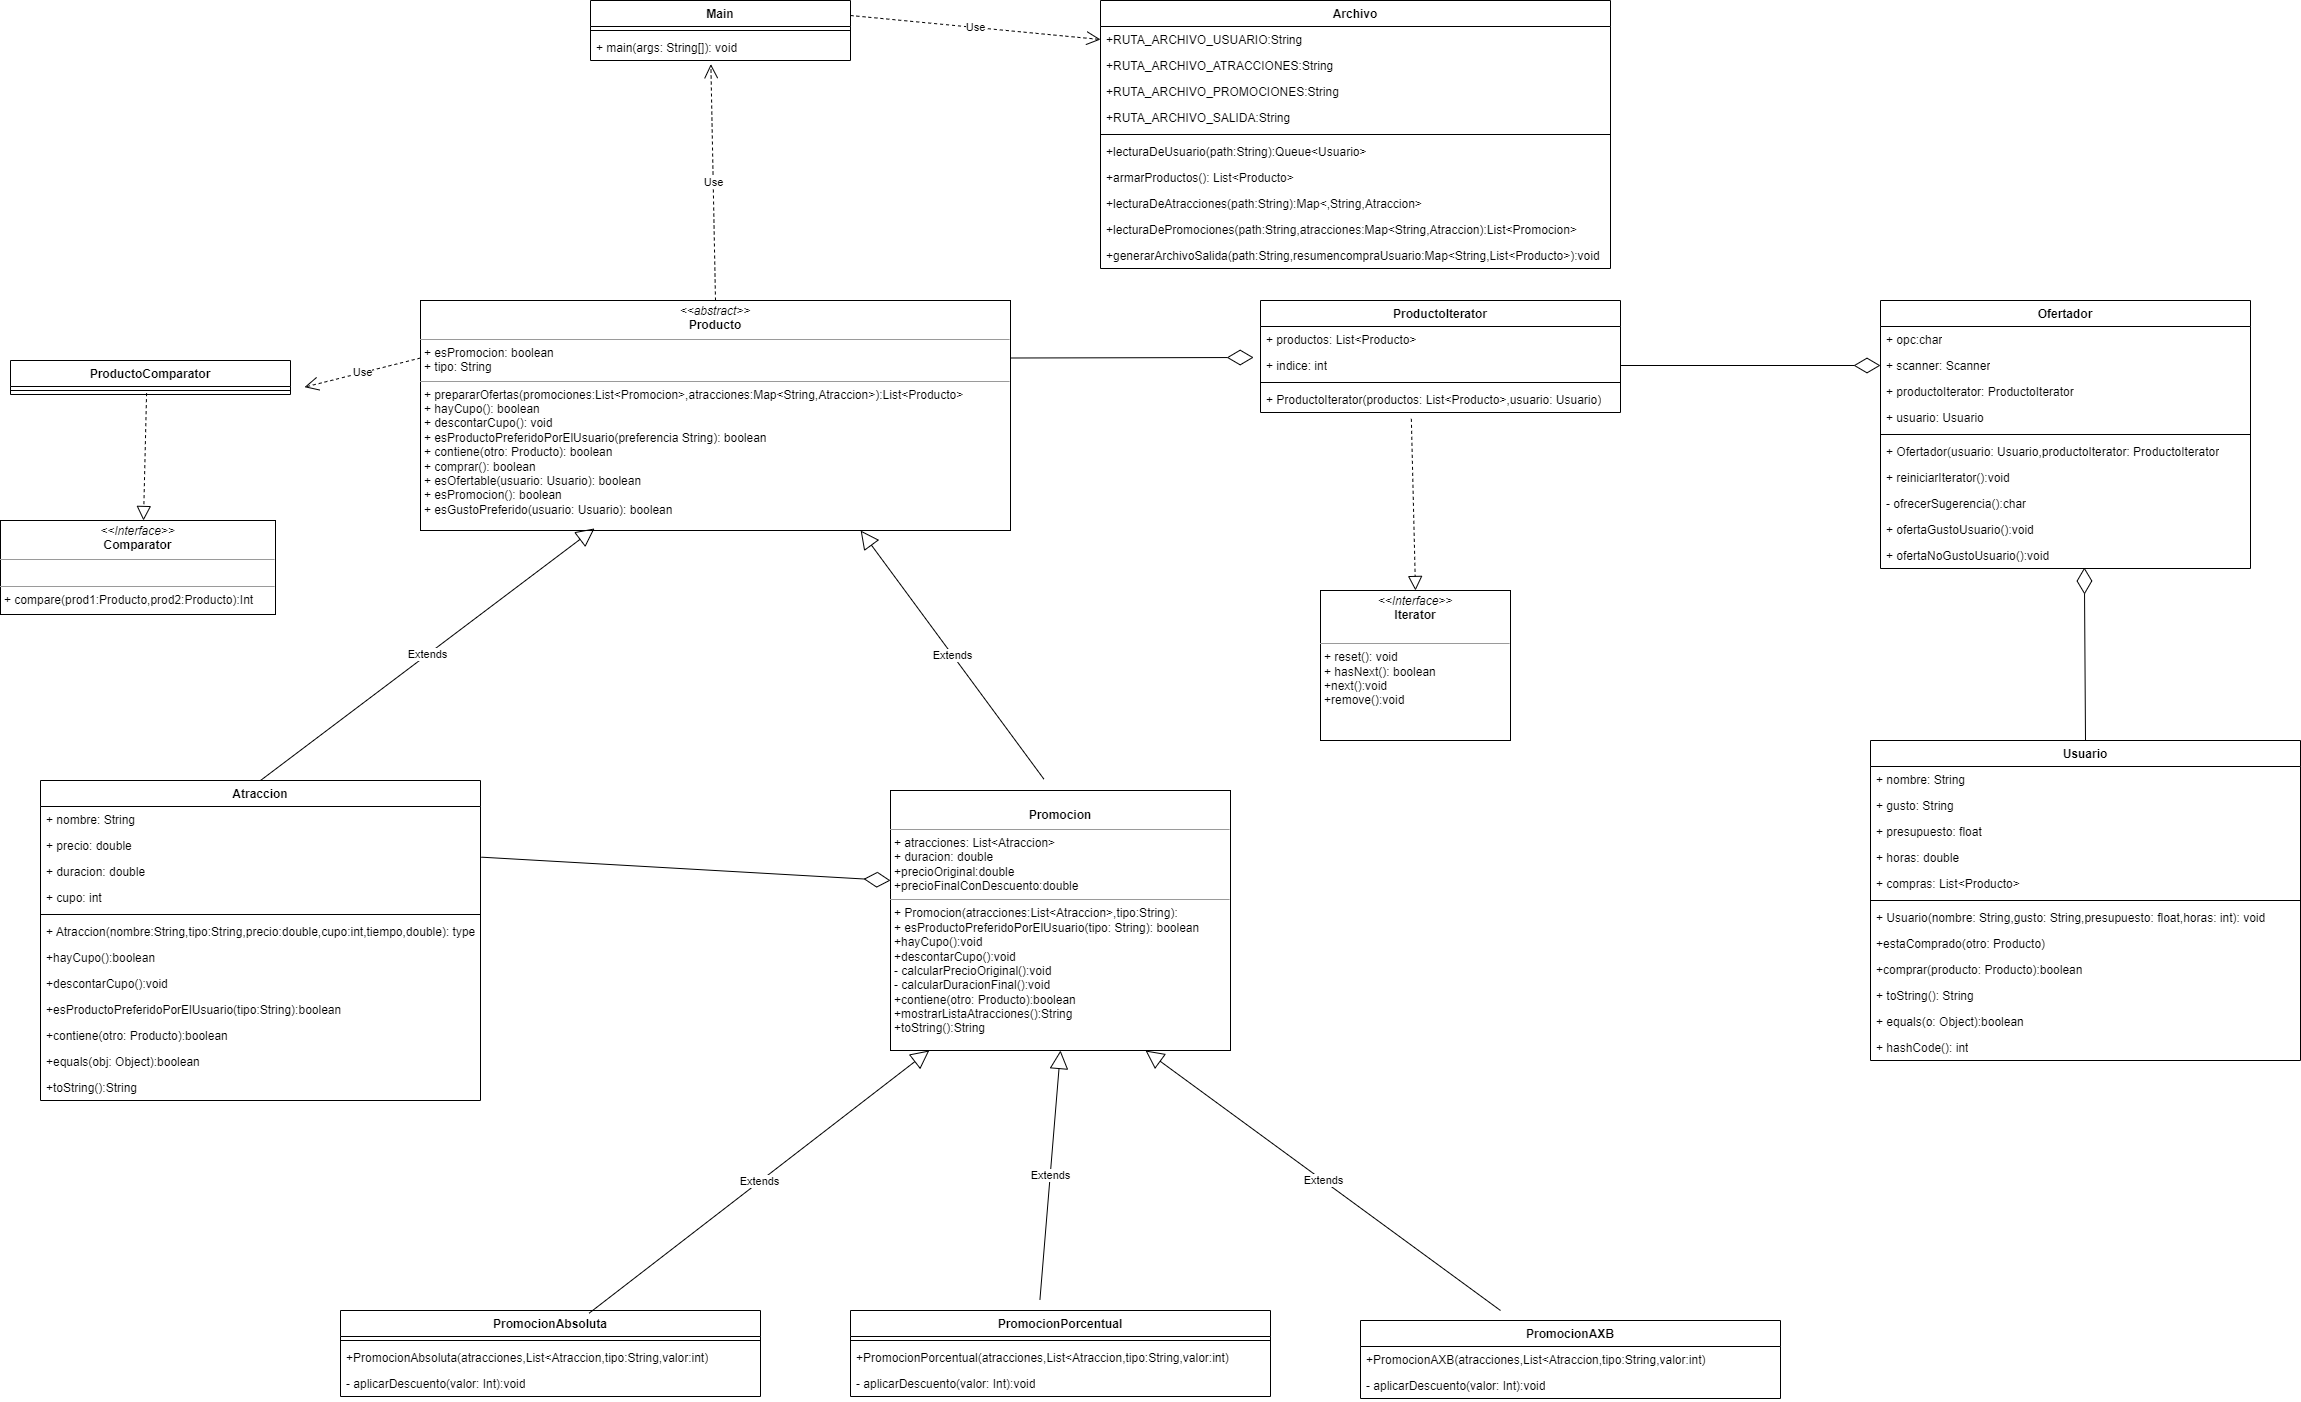 Main
+ main(args: String[]): void
Use
Archivo
+RUTA_ARCHIVO_USUARIO:String
+RUTA_ARCHIVO_ATRACCIONES:String
+RUTA_ARCHIVO_PROMOCIONES:String
+RUTA_ARCHIVO_SALIDA:String
+lecturaDeUsuario(path:String):Queue<Usuario>
+armarProductos(): List<Producto>
+lecturaDeAtracciones(path:String):Map<,String,Atraccion>
+lecturaDePromociones(path:String,atracciones:Map<String,Atraccion):List<Promocion>
+generarArchivoSalida(path:String,resumencompraUsuario:Map<String,List<Producto>):void
Use
<<abstract>>
Producto
+ esPromocion: boolean
+ tipo: String
+ prepararOfertas(promociones:List<Promocion>,atracciones:Map<String,Atraccion>):List<Producto>
+ hayCupo(): boolean
+ descontarCupo(): void
+ esProductoPreferidoPorElUsuario(preferencia String): boolean
+ contiene(otro: Producto): boolean
+ comprar(): boolean
+ esOfertable(usuario: Usuario): boolean
+ esPromocion(): boolean
+ esGustoPreferido(usuario: Usuario): boolean
ProductoIterator
+ productos: List<Producto>
+ indice: int
+ ProductoIterator(productos: List<Producto>,usuario: Usuario)
Ofertador
+ opc:char
+ scanner: Scanner
+ productoIterator: ProductoIterator
+ usuario: Usuario
+ Ofertador(usuario: Usuario,productoIterator: ProductoIterator
+ reiniciarIterator():void
- ofrecerSugerencia():char
+ ofertaGustoUsuario():void
+ ofertaNoGustoUsuario():void
ProductoComparator
Use
<<Interface>>
Comparator
+ compare(prod1:Producto,prod2:Producto):Int
<<Interface>>
Iterator
+ reset(): void
+ hasNext(): boolean
+next():void
+remove():void
Extends
Extends
Usuario
+ nombre: String
+ gusto: String
+ presupuesto: float
+ horas: double
+ compras: List<Producto>
+ Usuario(nombre: String,gusto: String,presupuesto: float,horas: int): void
+estaComprado(otro: Producto)
+comprar(producto: Producto):boolean
+ toString(): String
+ equals(o: Object):boolean
+ hashCode(): int
Atraccion
+ nombre: String
+ precio: double
+ duracion: double
+ cupo: int
+ Atraccion(nombre:String,tipo:String,precio:double,cupo:int,tiempo,double): type
+hayCupo():boolean
+descontarCupo():void
+esProductoPreferidoPorElUsuario(tipo:String):boolean
+contiene(otro: Producto):boolean
+equals(obj: Object):boolean
+toString():String
Promocion
+ atracciones: List<Atraccion>
+ duracion: double
+precioOriginal:double
+precioFinalConDescuento:double
+ Promocion(atracciones:List<Atraccion>,tipo:String):
+ esProductoPreferidoPorElUsuario(tipo: String): boolean
+hayCupo():void
+descontarCupo():void
- calcularPrecioOriginal():void
- calcularDuracionFinal():void
+contiene(otro: Producto):boolean
+mostrarListaAtracciones():String
+toString():String
Extends
Extends
Extends
PromocionAbsoluta
+PromocionAbsoluta(atracciones,List<Atraccion,tipo:String,valor:int)
- aplicarDescuento(valor: Int):void
PromocionPorcentual
+PromocionPorcentual(atracciones,List<Atraccion,tipo:String,valor:int)
- aplicarDescuento(valor: Int):void
PromocionAXB
+PromocionAXB(atracciones,List<Atraccion,tipo:String,valor:int)
- aplicarDescuento(valor: Int):void